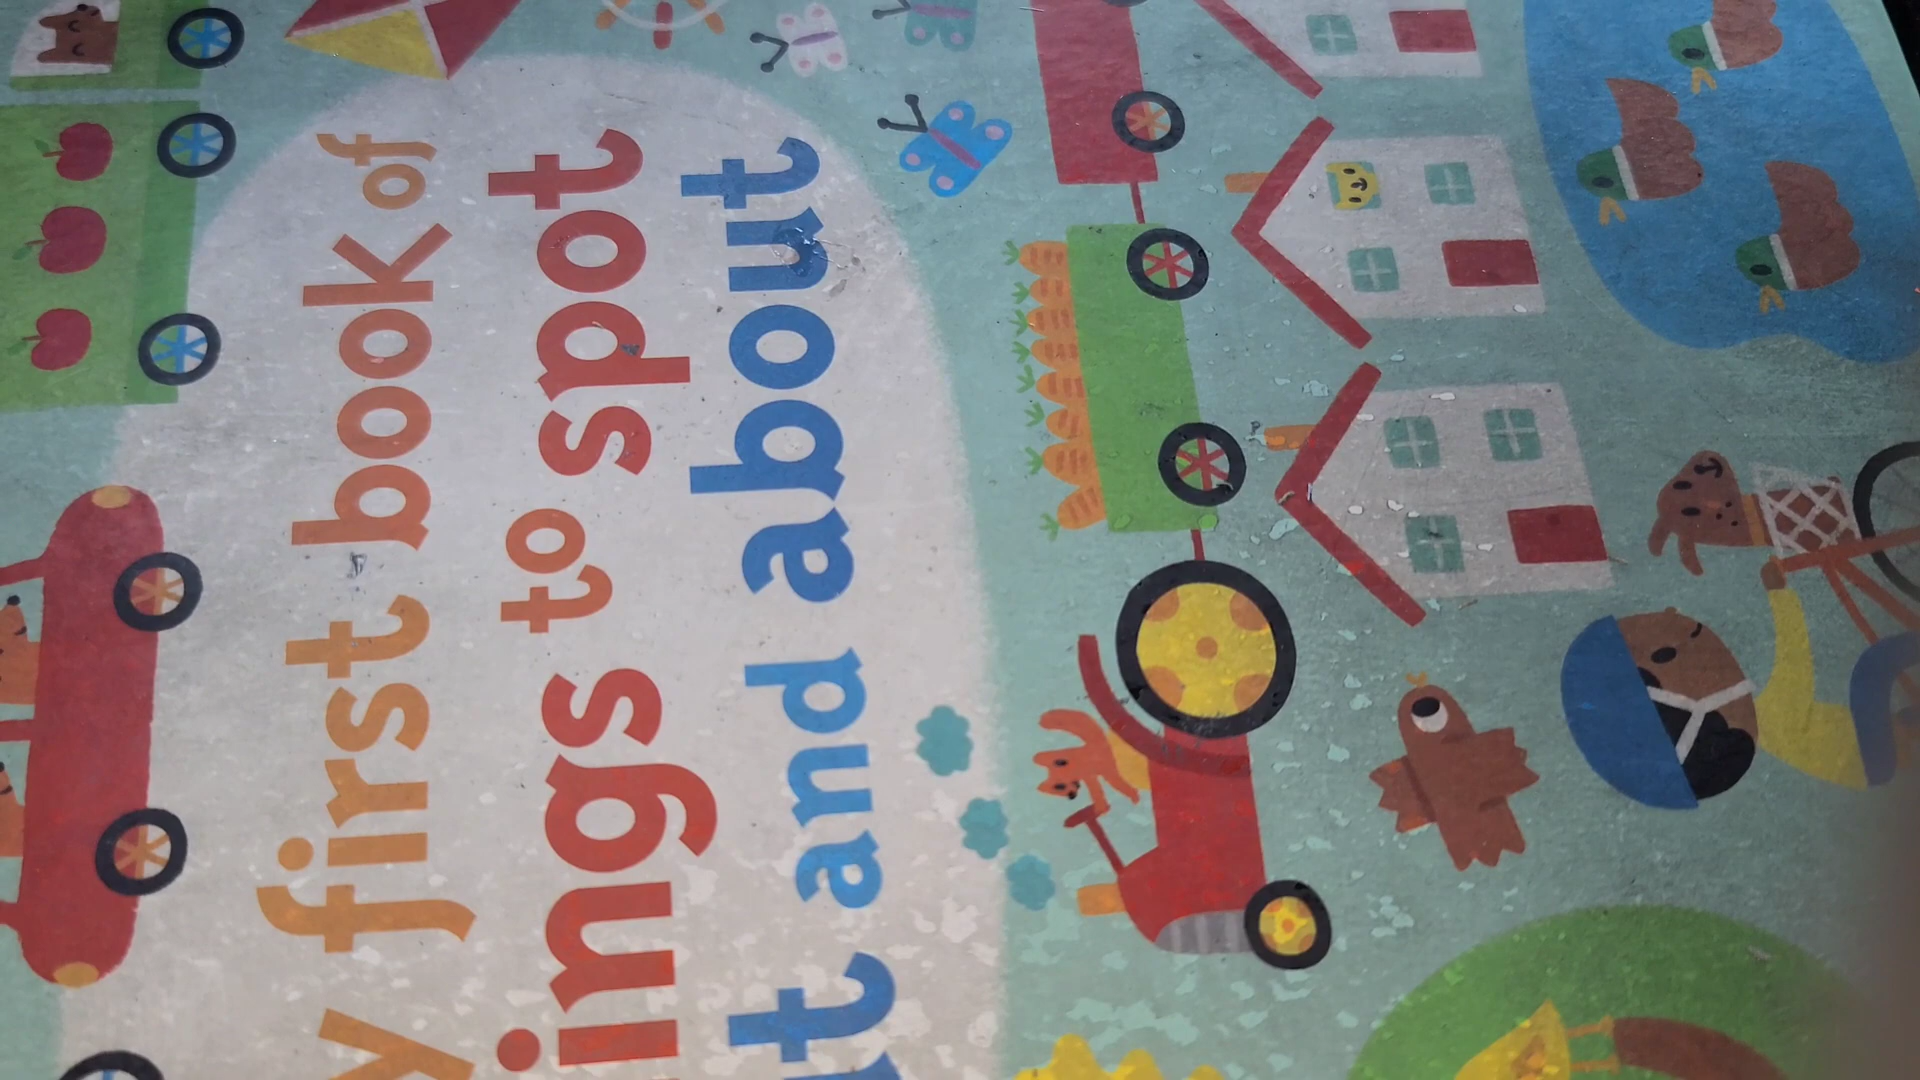 y first book of
ings to spot
t and about